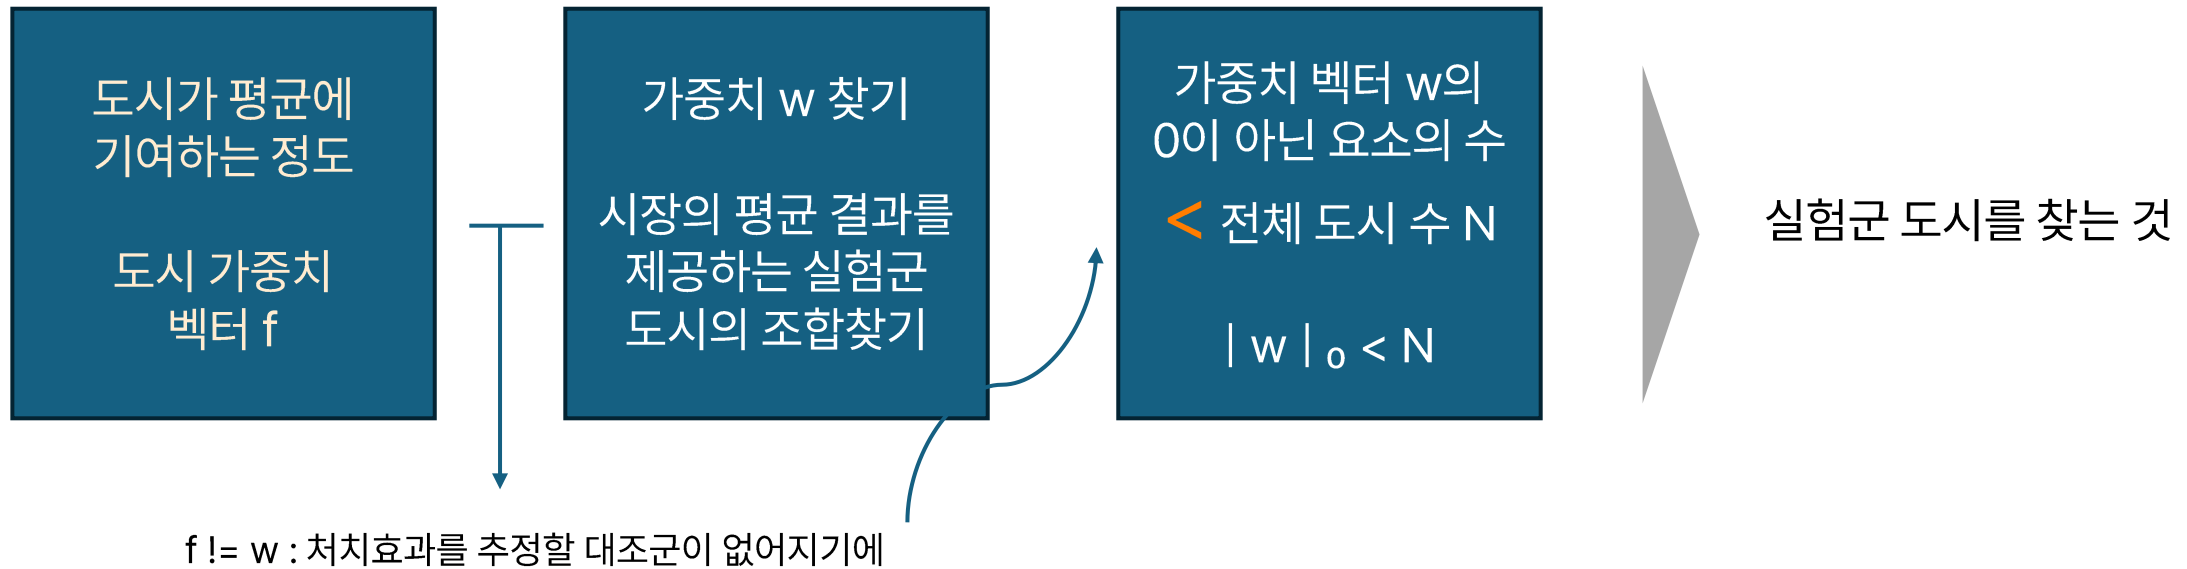 도시가 평균에
기여하는 정도
도시 가중치
벡터 f
가중치 w 찾기
시장의 평균 결과를
제공하는 실험군
도시의 조합찾기
가중치 벡터 w의
0이 아닌 요소의 수
< 전체 도시 수 N
| w | ₀ < N
실험군 도시를 찾는 것
f != w : 처치효과를 추정할 대조군이 없어지기에